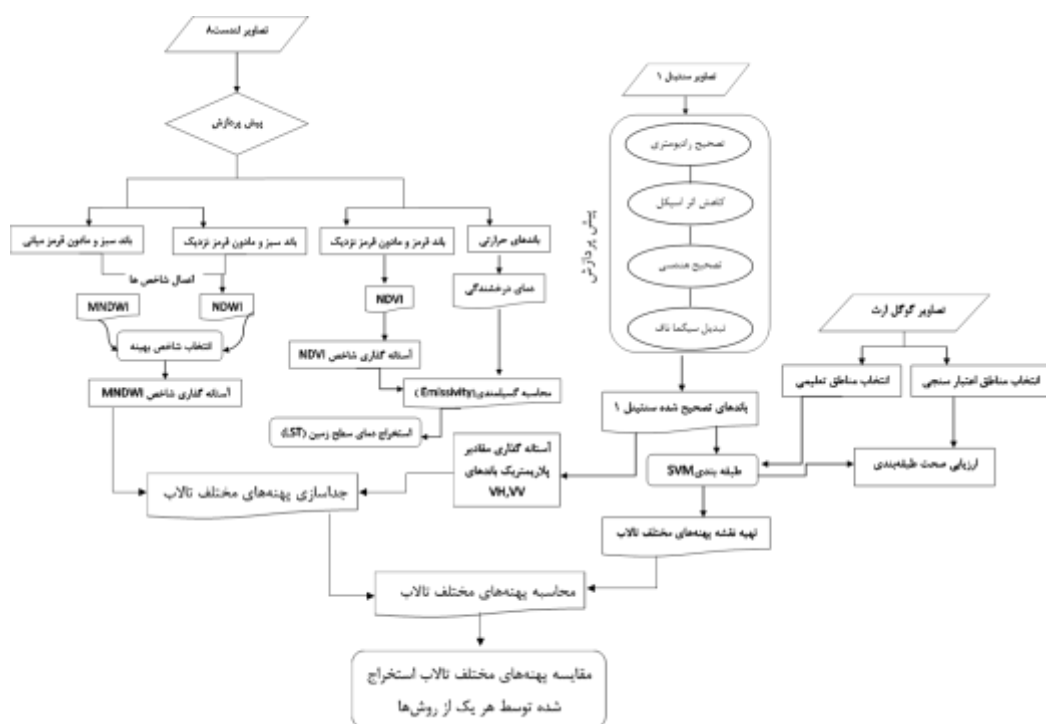 تصاویر لندست۸
پیش پردازش
باند سبز و مادون قرمز میانی
باند سبز و مادون قرمز نزدیک
باند قرمز و مادون قرمز نزدیک
باندهای حرارتی
اعمال شاخص ها
MNDWI
NDWI
NDVI
دمای درخشندگی
انتخاب شاخص بهینه
آستانه گذاری شاخص NDVI
آستانه گذاری شاخص MNDWI
محاسبه گسیلمندی(Emissivity)
استخراج دمای سطح زمین (LST)
تصاویر سنتینل ۱
تصحیح رادیومتری
کاهش اثر اسپکل
تصحیح هندسی
تبدیل سیگما ناف
پیش پردازش
تصاویر گوگل ارث
انتخاب مناطق تعلیمی
انتخاب مناطق اعتبار سنجی
باندهای تصحیح شده سنتینل ۱
آستانه گذاری مقادیر
پلاریمتریک باندهای
VH,VV
طبقه بندیSVM
ارزیابی صحت طبقه‌بندی
جداسازی پهنه‌های مختلف تالاب
تهیه نقشه پهنه‌های مختلف تالاب
محاسبه پهنه‌های مختلف تالاب
مقایسه پهنه‌های مختلف تالاب استخراج
شده توسط هر یک از روش‌ها